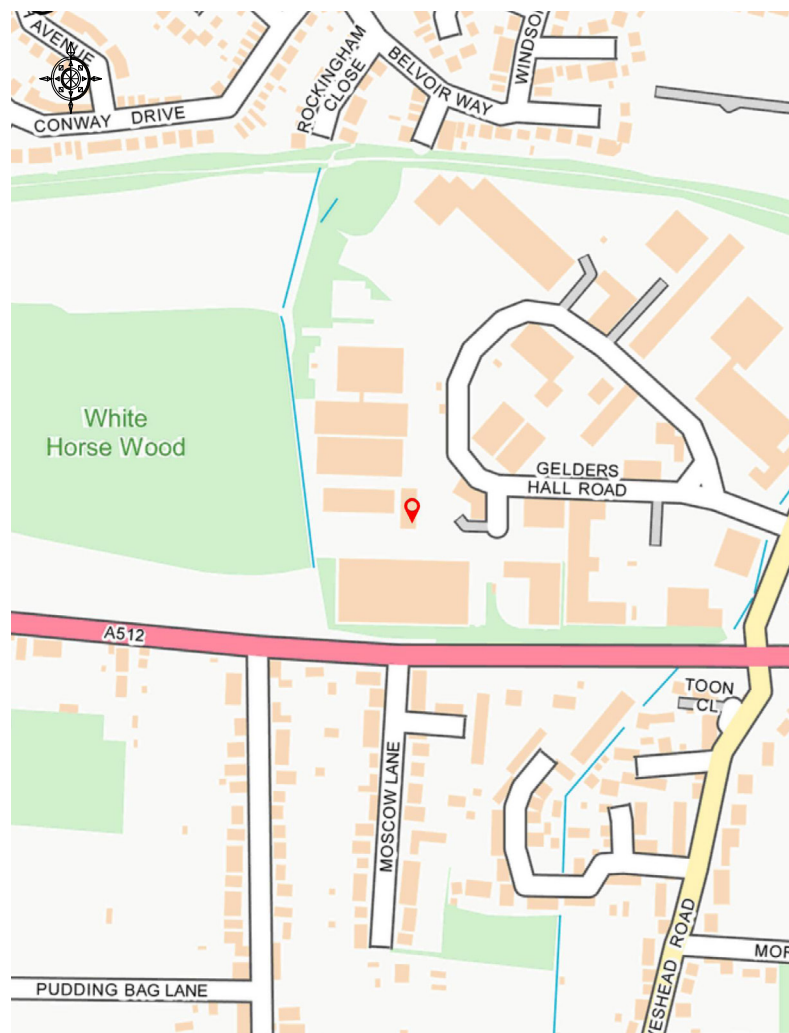 AVENUE
CONWAY DRIVE
ROCKINGHAM
CLOSE
BELVOIR WAY
White
Horse Wood
GELDERS
HALL ROAD
A512
TOON
CL
MOSCOW LANE
ROAD
PUDDING BAG LANE